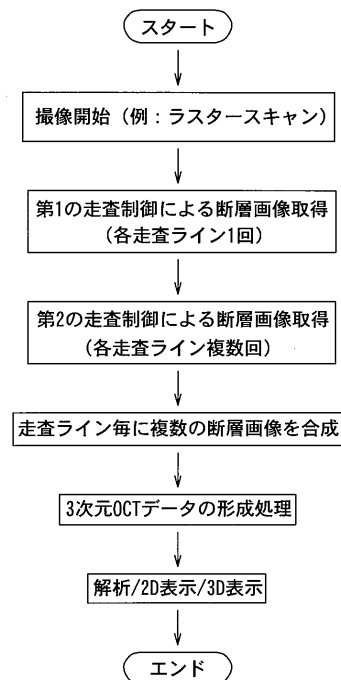 スタート
撮像開始（例：ラスタースキャン）
第1の走査制御による断層画像取得
（各走査ライン1回）
第2の走査制御による断層画像取得
（各走査ライン複数回）
走査ライン毎に複数の断層画像を合成
3次元OCTデータの形成処理
解析/2D表示/3D表示
エンド